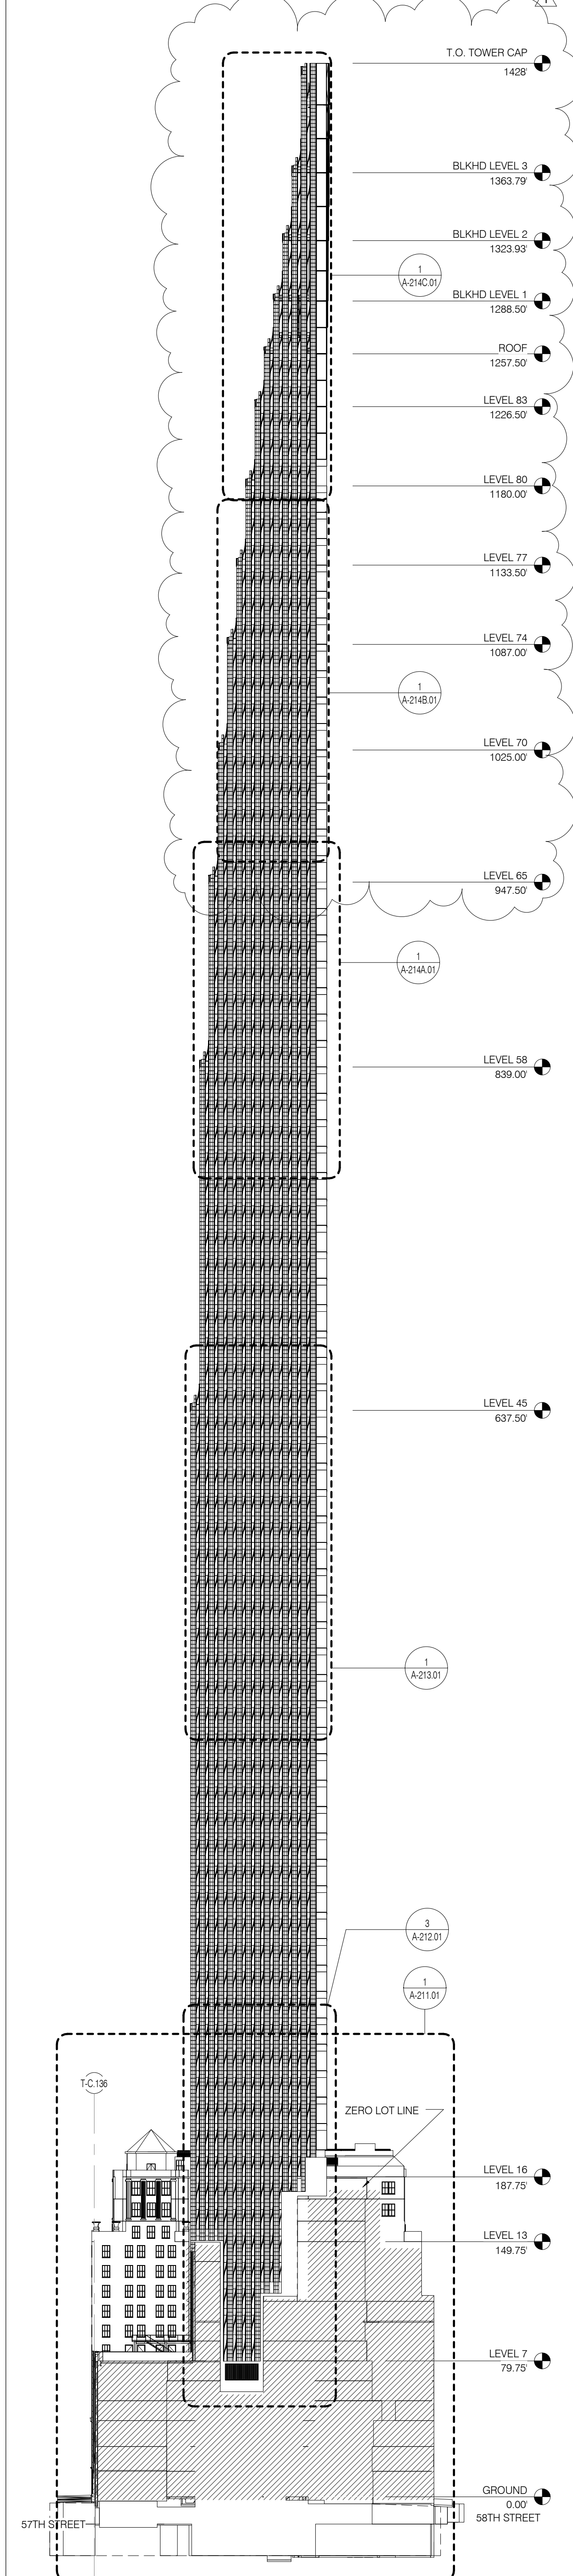 1
T.O. TOWER CAP
1428'
BLKHD LEVEL 3
1363.79'
BLKHD LEVEL 2
1323.93'
1
A-214C.01
BLKHD LEVEL 1
1288.50'
ROOF
1257.50'
LEVEL 83
1226.50'
LEVEL 80
1180.00'
LEVEL 77
1133.50'
LEVEL 74
1087.00'
1
A-214B.01
LEVEL 70
1025.00'
LEVEL 65
947.50'
1
A-214A.01
LEVEL 58
839.00'
LEVEL 45
637.50'
1
A-213.01
3
A-212.01
1
A-211.01
T-C.136
ZERO LOT LINE
LEVEL 16
187.75'
LEVEL 13
149.75'
LEVEL 7
79.75'
GROUND
0.00'
57TH STREET
58TH STREET